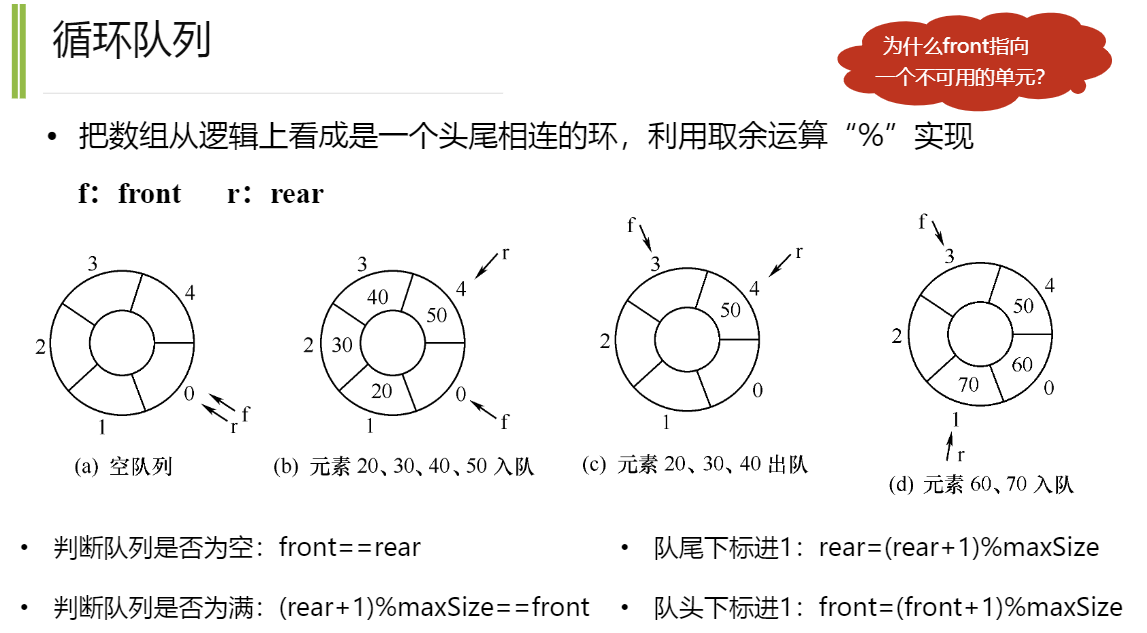 循环队列
为什么front指向
一个不可用的单元?
• 把数组从逻辑上看成是一个头尾相连的环，利用取余运算“%”实现
f：front r：rear
3
4
2
0
1
f
r
(a) 空队列
3
4
2
0
1
40
50
30
20
r
f
(b) 元素 20、30、40、50 入队
f
3
r
4
50
2
0
1
(c) 元素 20、30、40 出队
f
3
4
50
2
60
0
70
1
r
(d) 元素 60、70 入队
• 判断队列是否为空：front==rear
• 判断队列是否为满：(rear+1)%maxSize==front
• 队尾下标进1：rear=(rear+1)%maxSize
• 队头下标进1：front=(front+1)%maxSize